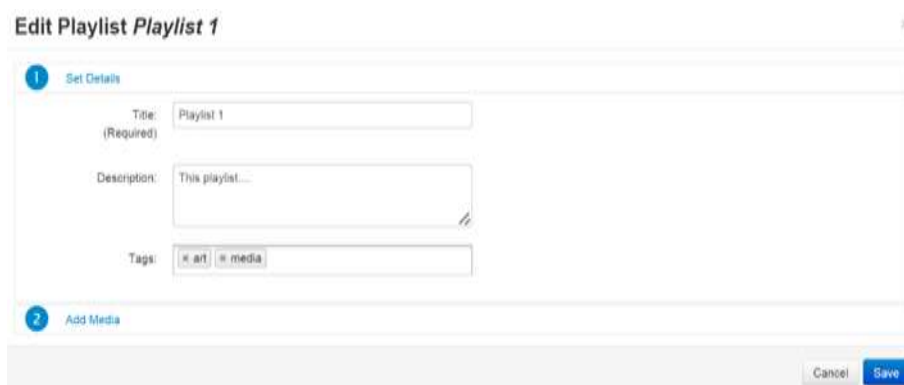 Edit Playlist Playlist 1
1 Set Details
Title: Playlist 1
(Required)
Description: This playlist....
Tags: × art × media
2 Add Media
Cancel Save